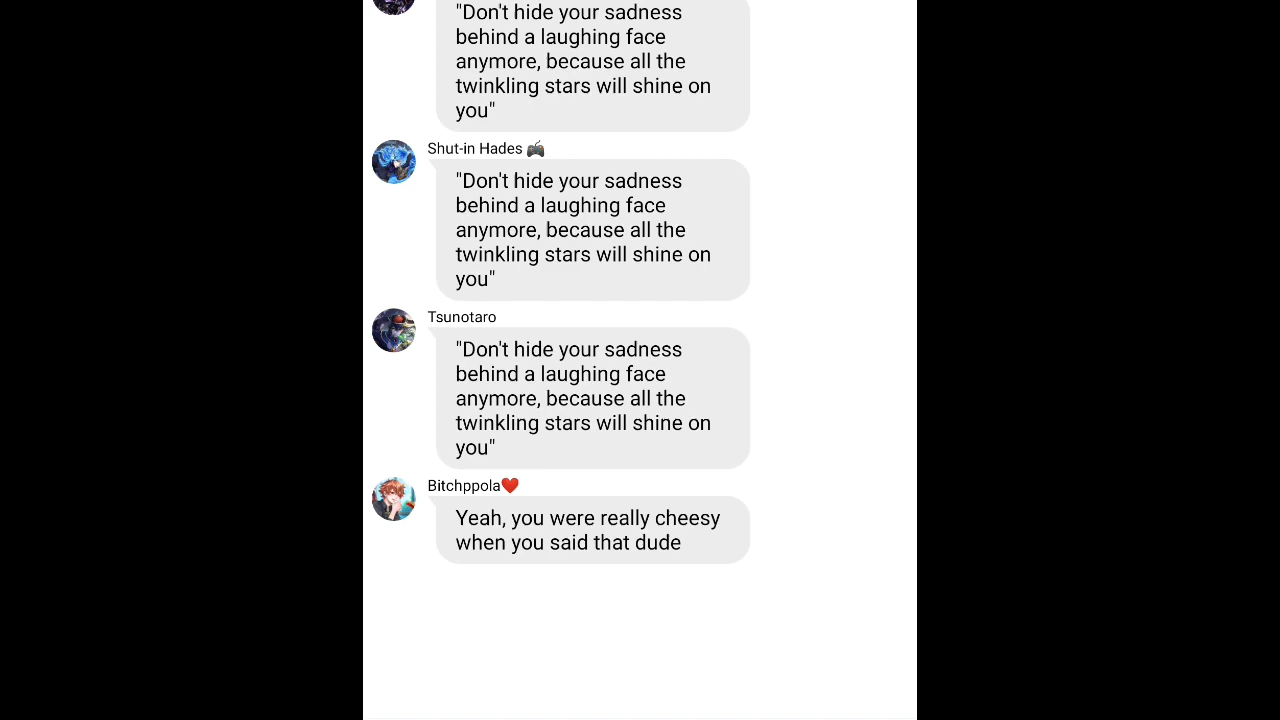 "Don't hide your sadness
behind a laughing face
anymore, because all the
twinkling stars will shine on
you"
Shut-in Hades 🎮
"Don't hide your sadness
behind a laughing face
anymore, because all the
twinkling stars will shine on
you"
Tsunotaro
"Don't hide your sadness
behind a laughing face
anymore, because all the
twinkling stars will shine on
you"
Bitchppola❤️
Yeah, you were really cheesy
when you said that dude